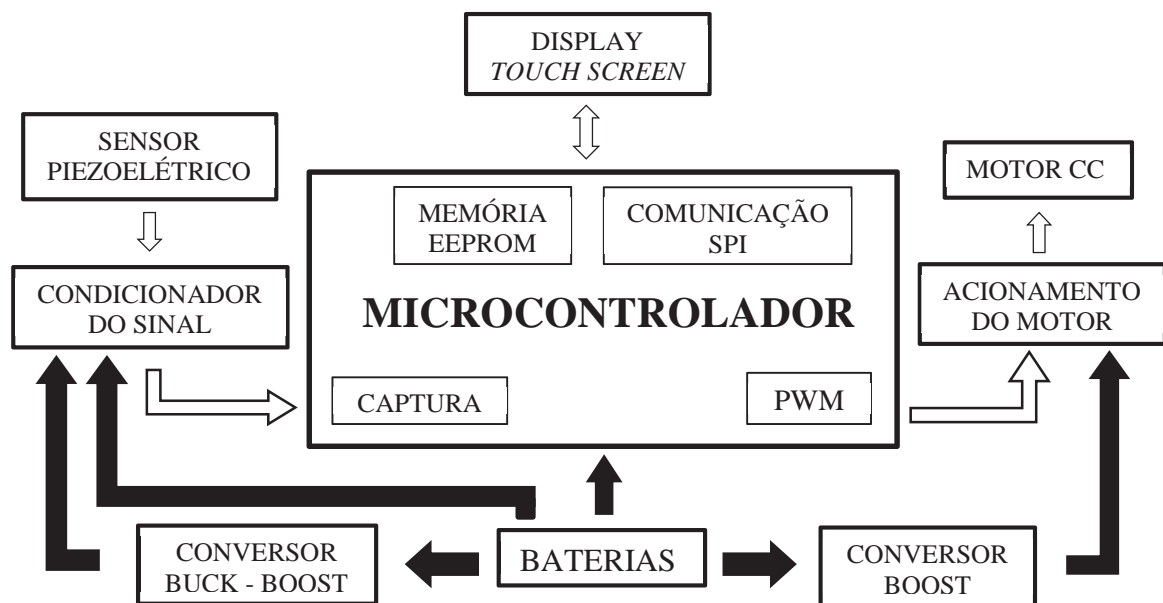 DISPLAY
TOUCH SCREEN
SENSOR
PIEZOELÉTRICO
MOTOR CC
MEMÓRIA
EEPROM
COMUNICAÇÃO
SPI
CONDICIONADOR
DO SINAL
MICROCONTROLADOR
ACIONAMENTO
DO MOTOR
CAPTURA
PWM
CONVERSOR
BUCK - BOOST
BATERIAS
CONVERSOR
BOOST